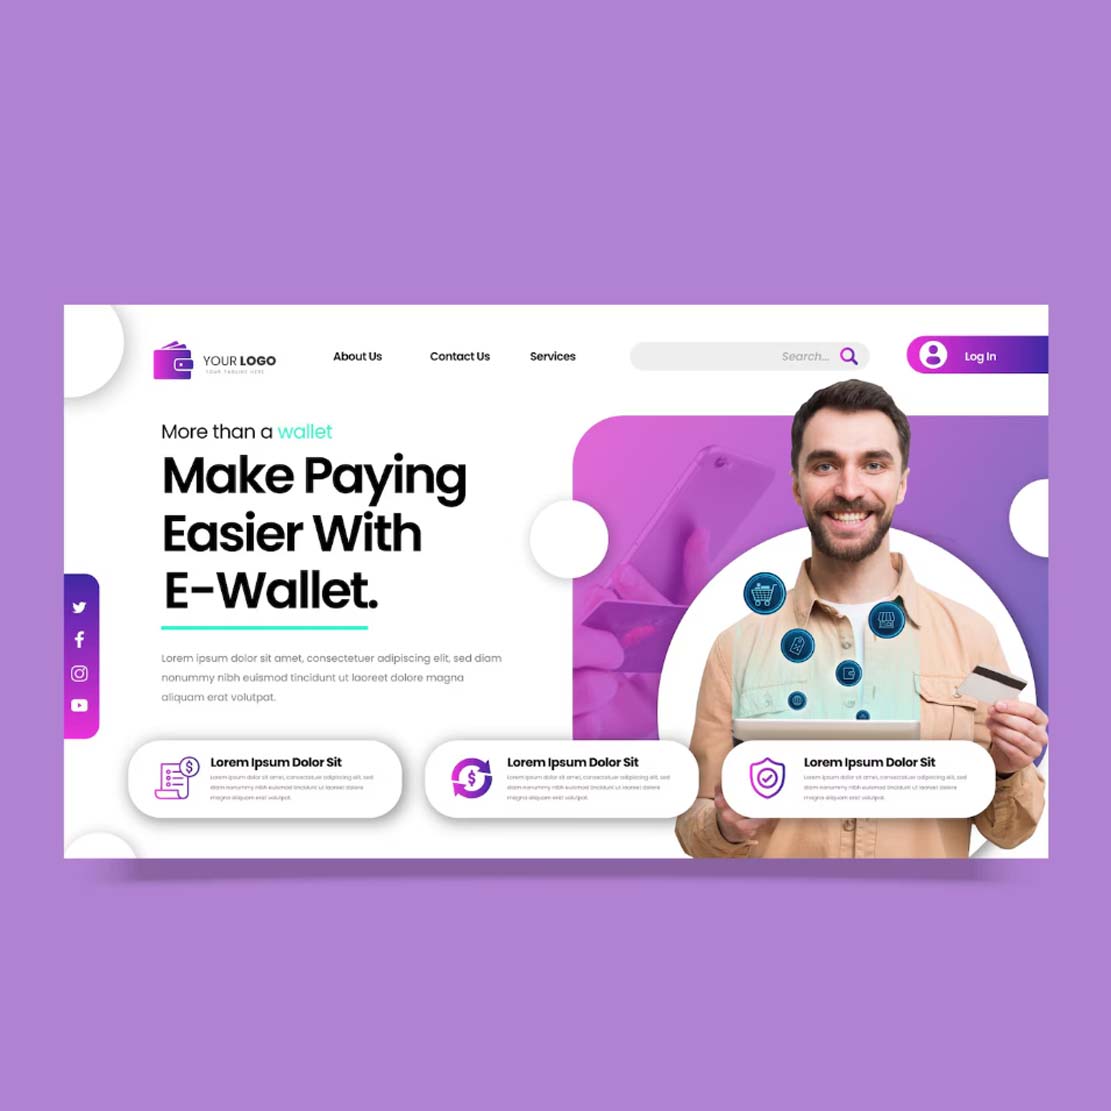 YOUR LOGO
YOUR TAGLINE HERE
About Us
Contact Us
Services
Search...
Log In
More than a wallet
Make Paying
Easier With
E-Wallet.
Lorem ipsum dolor sit amet, consectetuer adipiscing elit, sed diam
nonummy nibh euismod tincidunt ut laoreet dolore magna
aliquam erat volutpat.
Lorem Ipsum Dolor Sit
Lorem ipsum dolor sit amet, consectetuer adipiscing elit, sed
diam nonummy nibh euismod tincidunt ut laoreet dolore
magna aliquam erat volutpat.
Lorem Ipsum Dolor Sit
Lorem ipsum dolor sit amet, consectetuer adipiscing elit, sed
diam nonummy nibh euismod tincidunt ut laoreet dolore
magna aliquam erat volutpat.
Lorem Ipsum Dolor Sit
Lorem ipsum dolor sit amet, consectetuer adipiscing elit, sed
diam nonummy nibh euismod tincidunt ut laoreet dolore
magna aliquam erat volutpat.